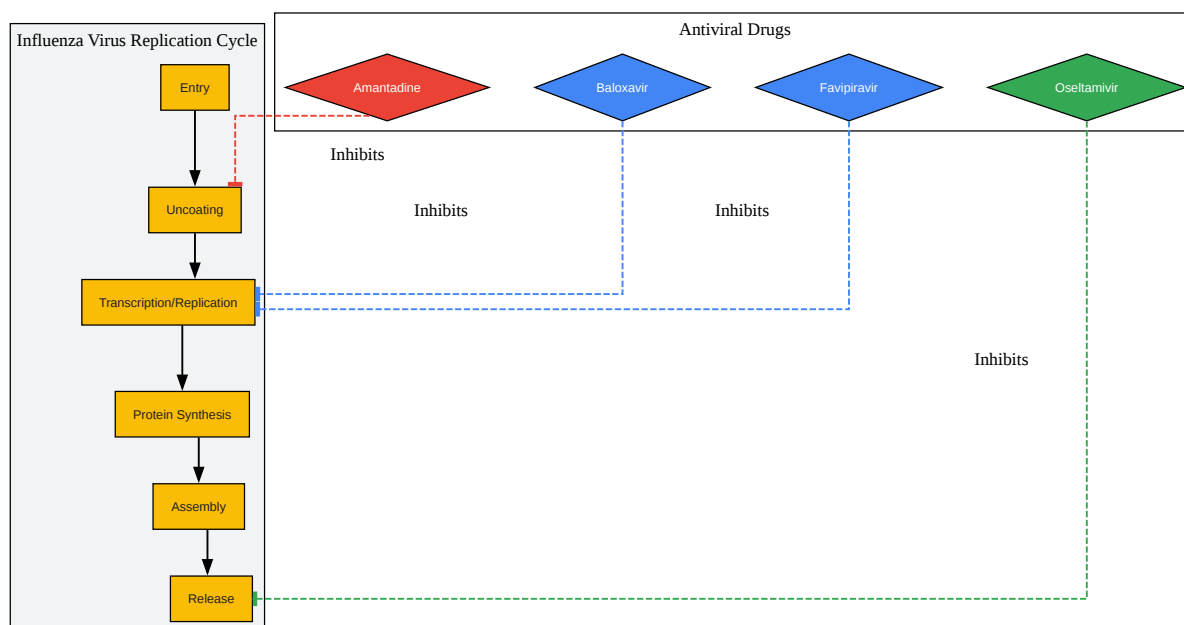 Influenza Virus Replication Cycle
Entry
Uncoating
Transcription/Replication
Protein Synthesis
Assembly
Release
Antiviral Drugs
Amantadine
Baloxavir
Favipiravir
Oseltamivir
Inhibits
Inhibits
Inhibits
Inhibits